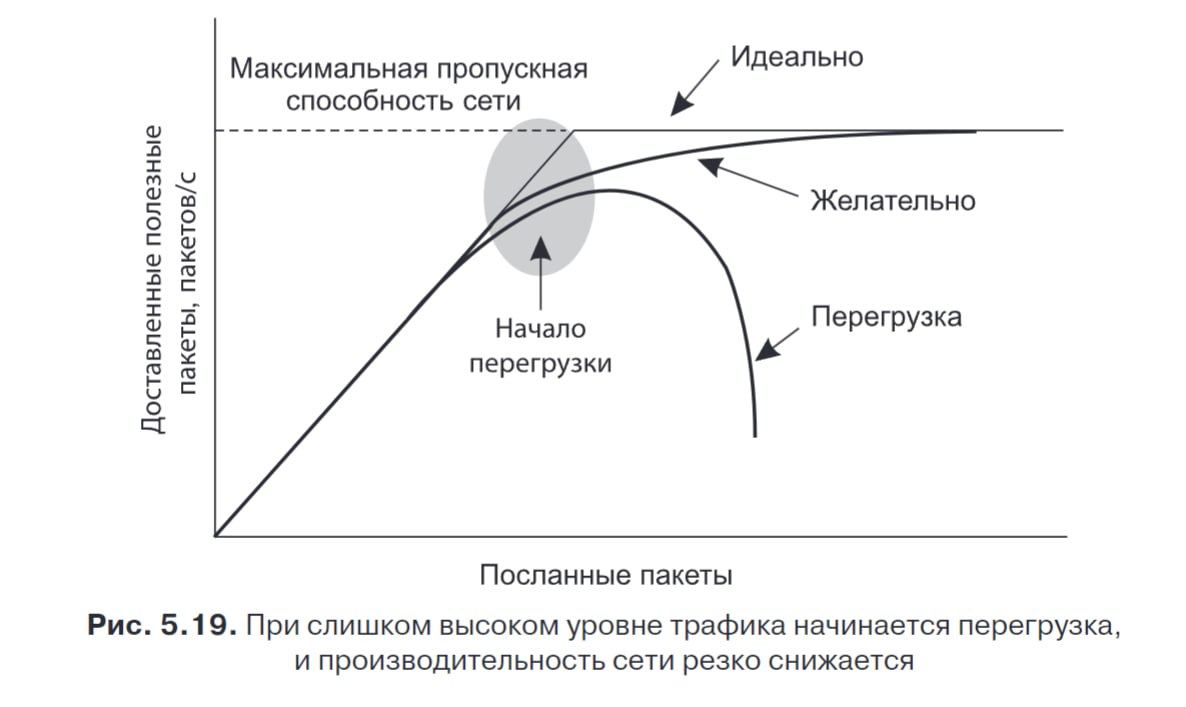 Максимальная пропускная
способность сети
Идеально
Желательно
Начало
перегрузки
Перегрузка
Доставленные полезные
пакеты, пакетов/с
Посланные пакеты
Рис. 5.19. При слишком высоком уровне трафика начинается перегрузка,
и производительность сети резко снижается